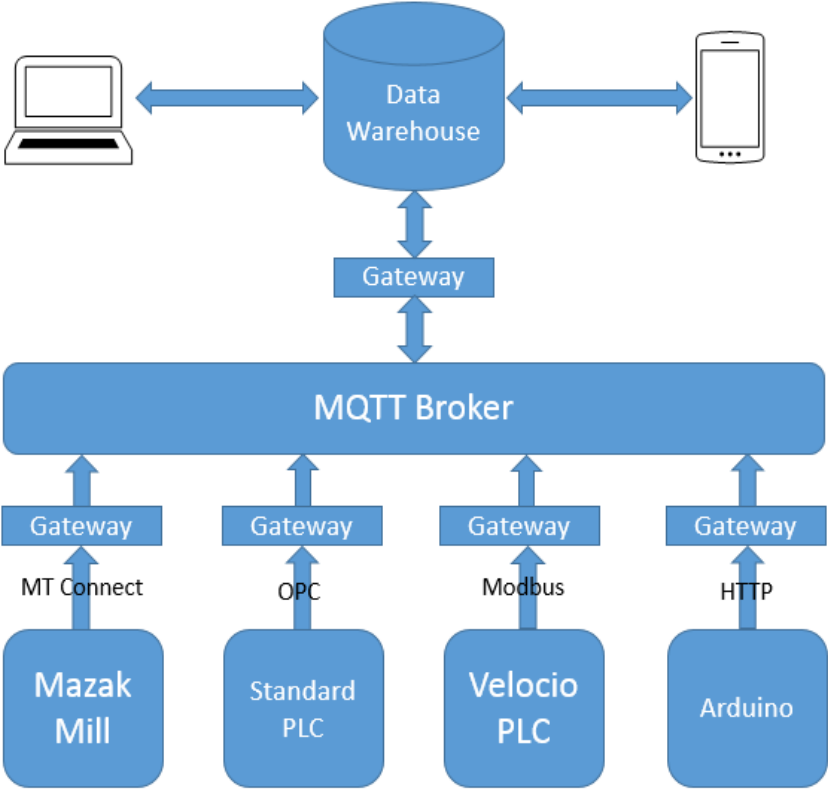 Data
Warehouse
Gateway
MQTT Broker
Gateway
Gateway
Gateway
Gateway
MT Connect
OPC
Modbus
HTTP
Mazak
Mill
Standard
PLC
Velocio
PLC
Arduino